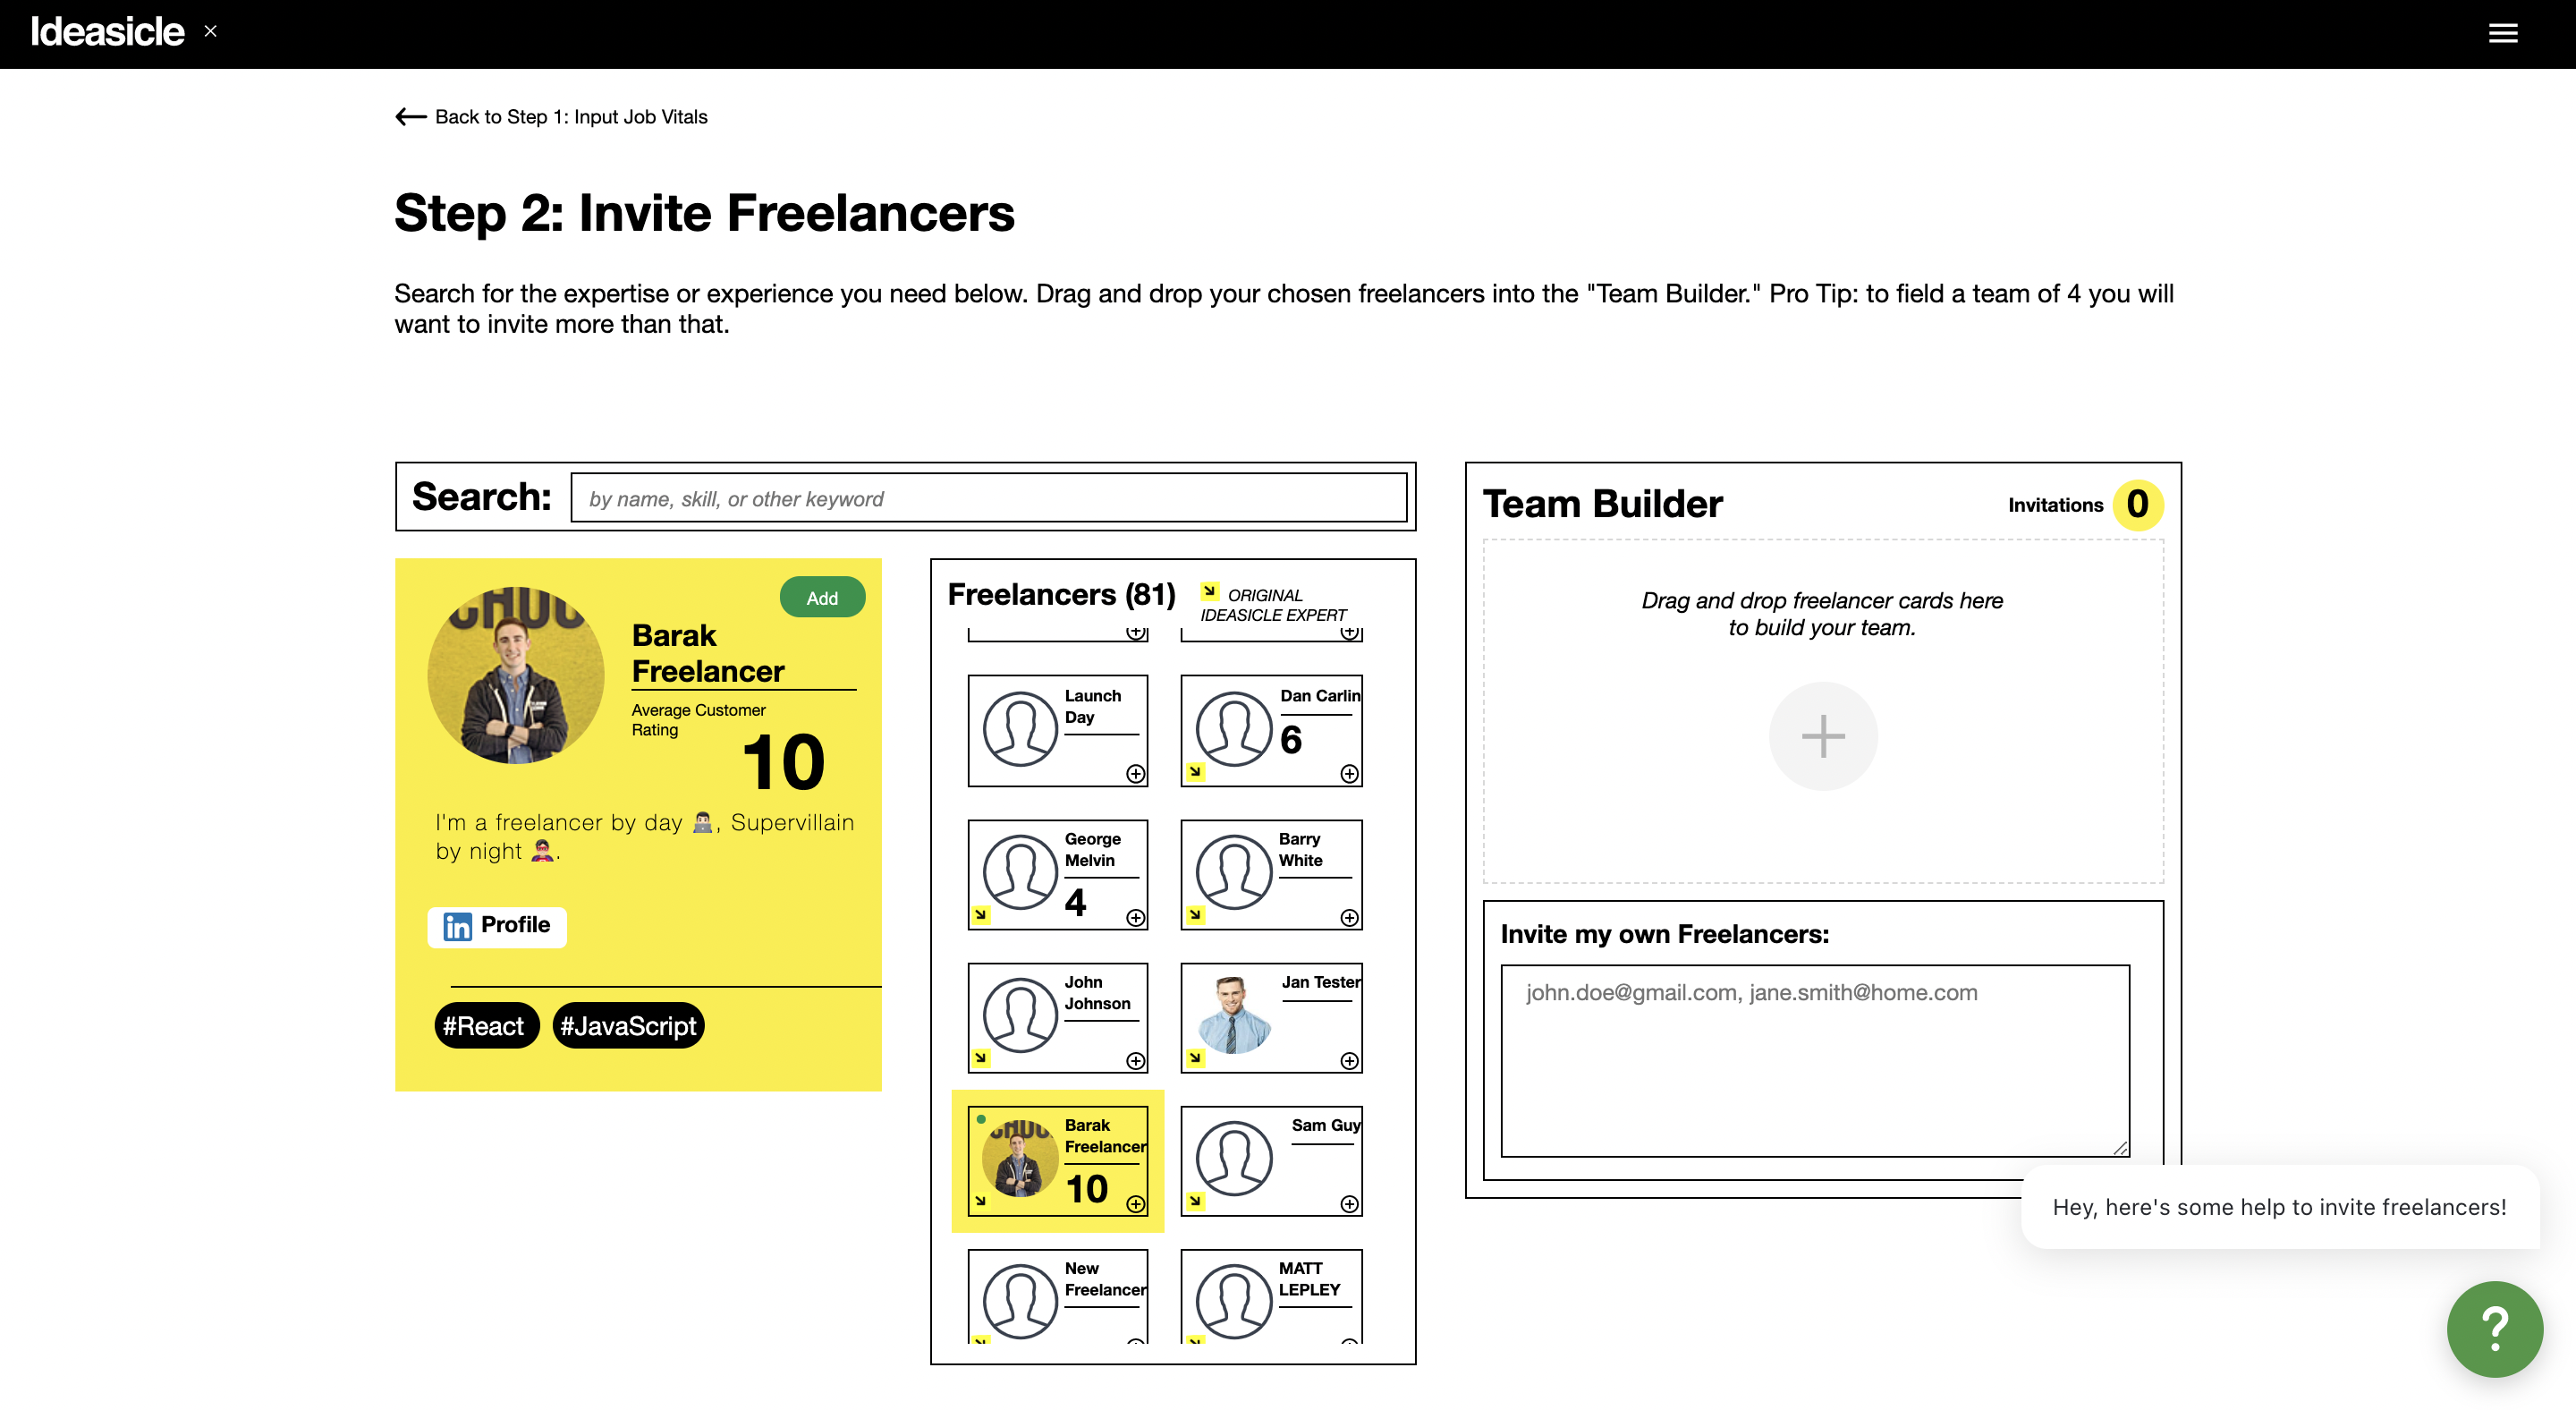 Ideasicle ×
Back to Step 1: Input Job Vitals
Step 2: Invite Freelancers
Search for the expertise or experience you need below. Drag and drop your chosen freelancers into the "Team Builder." Pro Tip: to field a team of 4 you will
want to invite more than that.
Search:
by name, skill, or other keyword
Add
Barak
Freelancer
Average Customer
Rating
10
I'm a freelancer by day 👨🏻‍💻, Supervillain
by night 🦹🏻.
in Profile
#React
#JavaScript
Freelancers (81)
ORIGINAL
IDEASICLE EXPERT
Launch
Day
Dan Carlin
6
George
Melvin
4
Barry
White
John
Johnson
Jan Tester
Barak
Freelancer
10
Sam Guy
New
Freelancer
MATT
LEPLEY
Team Builder
Invitations
0
Drag and drop freelancer cards here
to build your team.
Invite my own Freelancers:
john.doe@gmail.com, jane.smith@home.com
Hey, here's some help to invite freelancers!
?